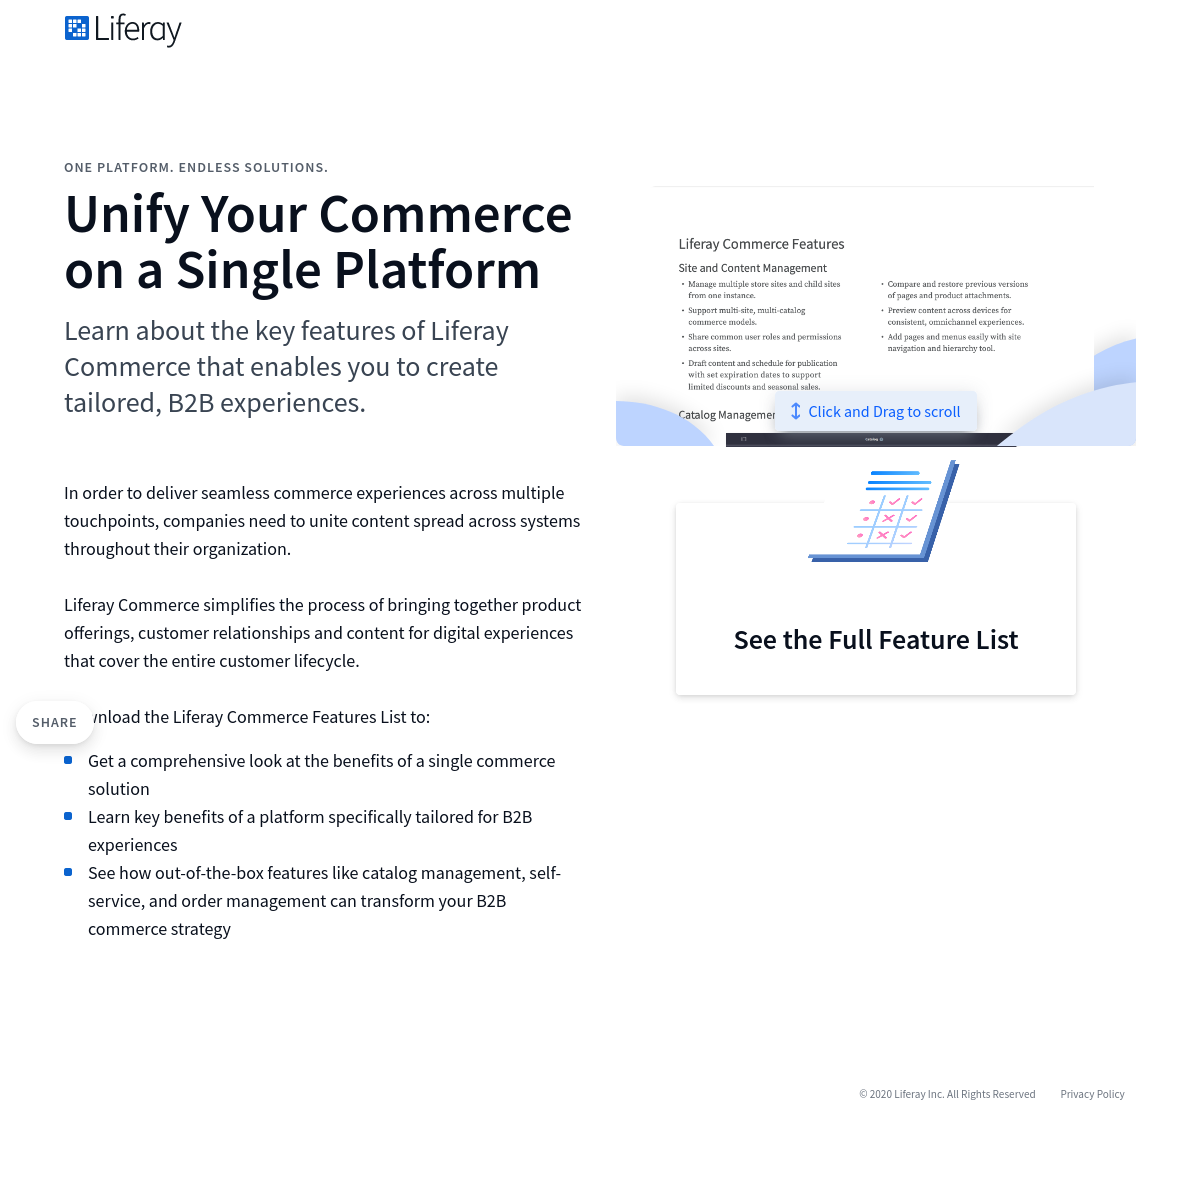 Liferay
ONE PLATFORM. ENDLESS SOLUTIONS.
Unify Your Commerce
on a Single Platform
Learn about the key features of Liferay
Commerce that enables you to create
tailored, B2B experiences.
In order to deliver seamless commerce experiences across multiple
touchpoints, companies need to unite content spread across systems
throughout their organization.
Liferay Commerce simplifies the process of bringing together product
offerings, customer relationships and content for digital experiences
that cover the entire customer lifecycle.
SHARE
wnload the Liferay Commerce Features List to:
Get a comprehensive look at the benefits of a single commerce
solution
Learn key benefits of a platform specifically tailored for B2B
experiences
See how out-of-the-box features like catalog management, self-
service, and order management can transform your B2B
commerce strategy
Liferay Commerce Features
Site and Content Management
• Manage multiple store sites and child sites
from one instance.
• Support multi-site, multi-catalog
commerce models.
• Share common user roles and permissions
across sites.
• Draft content and schedule for publication
with set expiration dates to support
limited discounts and seasonal sales.
• Compare and restore previous versions
of pages and product attachments.
• Preview content across devices for
consistent, omnichannel experiences.
• Add pages and menus easily with site
navigation and hierarchy tool.
Catalog Managemen
Click and Drag to scroll
See the Full Feature List
© 2020 Liferay Inc. All Rights Reserved
Privacy Policy